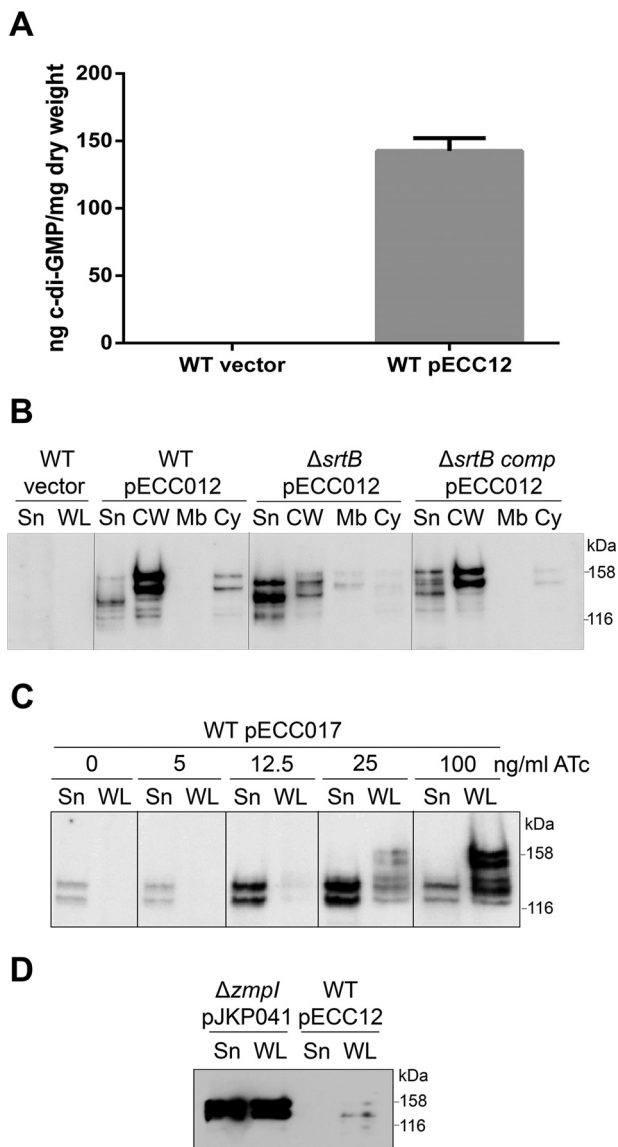 A
ng c-di-GMP/mg dry weight
200
150
100
50
0
WT vector WT pECC12
B
WT WT ΔsrtB ΔsrtB comp
vector pECC012 pECC012 pECC012
Sn WL Sn CW Mb Cy Sn CW Mb Cy Sn CW Mb Cy
kDa
-158
-116
C
WT pECC017
0 5 12.5 25 100 ng/ml ATc
Sn WL Sn WL Sn WL Sn WL Sn WL
kDa
-158
-116
D
ΔzmpI WT
pJKP041 pECC12
Sn WL Sn WL
kDa
-158
-116